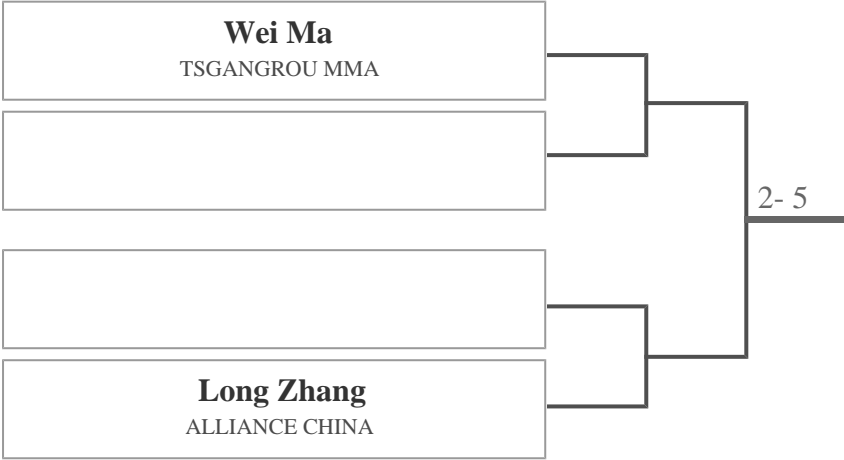 Wei Ma
TSGANGROU MMA
2- 5
Long Zhang
ALLIANCE CHINA